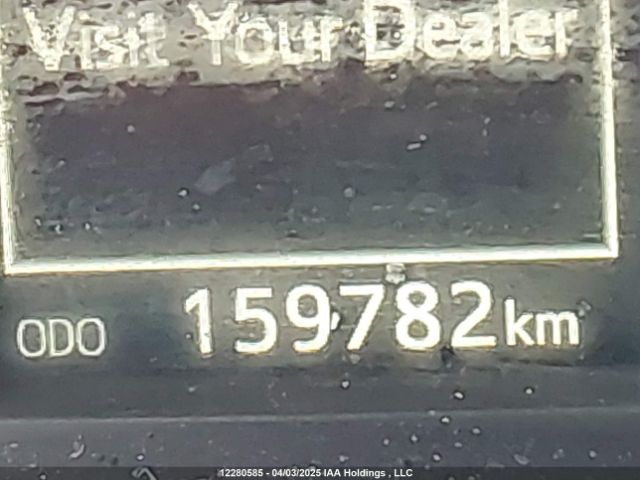 Visit Your Dealer
ODO 159782 km
12280585 - 04/03/2025 IAA Holdings , LLC